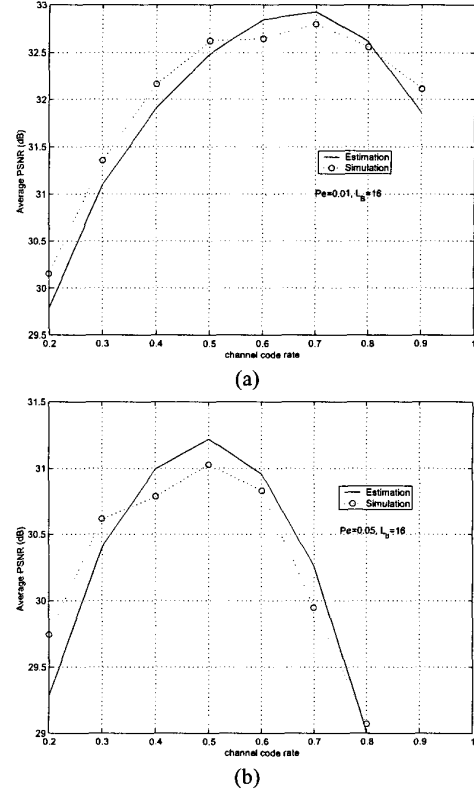 33
32.5
32
31.5
31
30.5
30
29.5
Average PSNR (dB)
Estimation
Simulation
Pe=0.01, L_B=16
0.2 0.3 0.4 0.5 0.6 0.7 0.8 0.9 1
channel code rate
(a)
31.5
31
30.5
30
29.5
29
Average PSNR (dB)
Estimation
Simulation
Pe=0.05, L_B=16
0.2 0.3 0.4 0.5 0.6 0.7 0.8 0.9 1
channel code rate
(b)